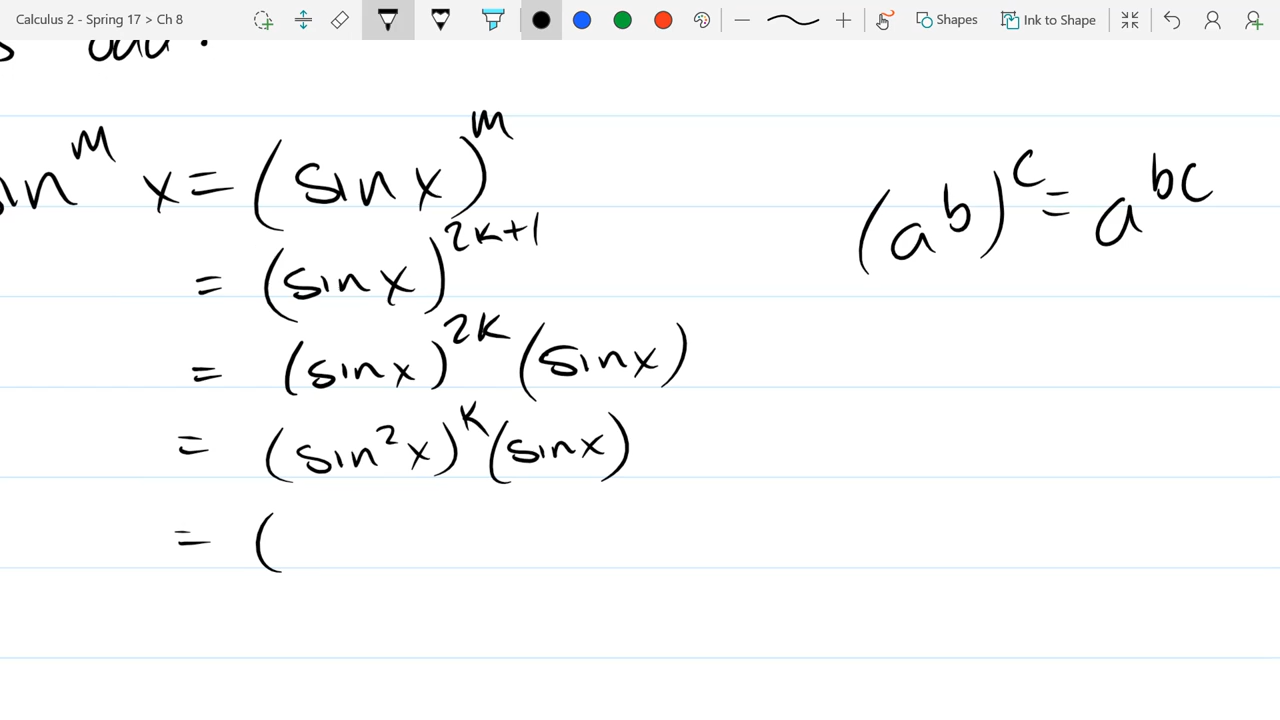 Calculus 2 - Spring 17 > Ch 8
Shapes
Ink to Shape
odd.
x = (sin x)^m
(a^b)^c = a^bc
= (sin x)^2k+1
= (sin x)^2k (sin x)
= (sin^2 x)^k (sin x)
= (